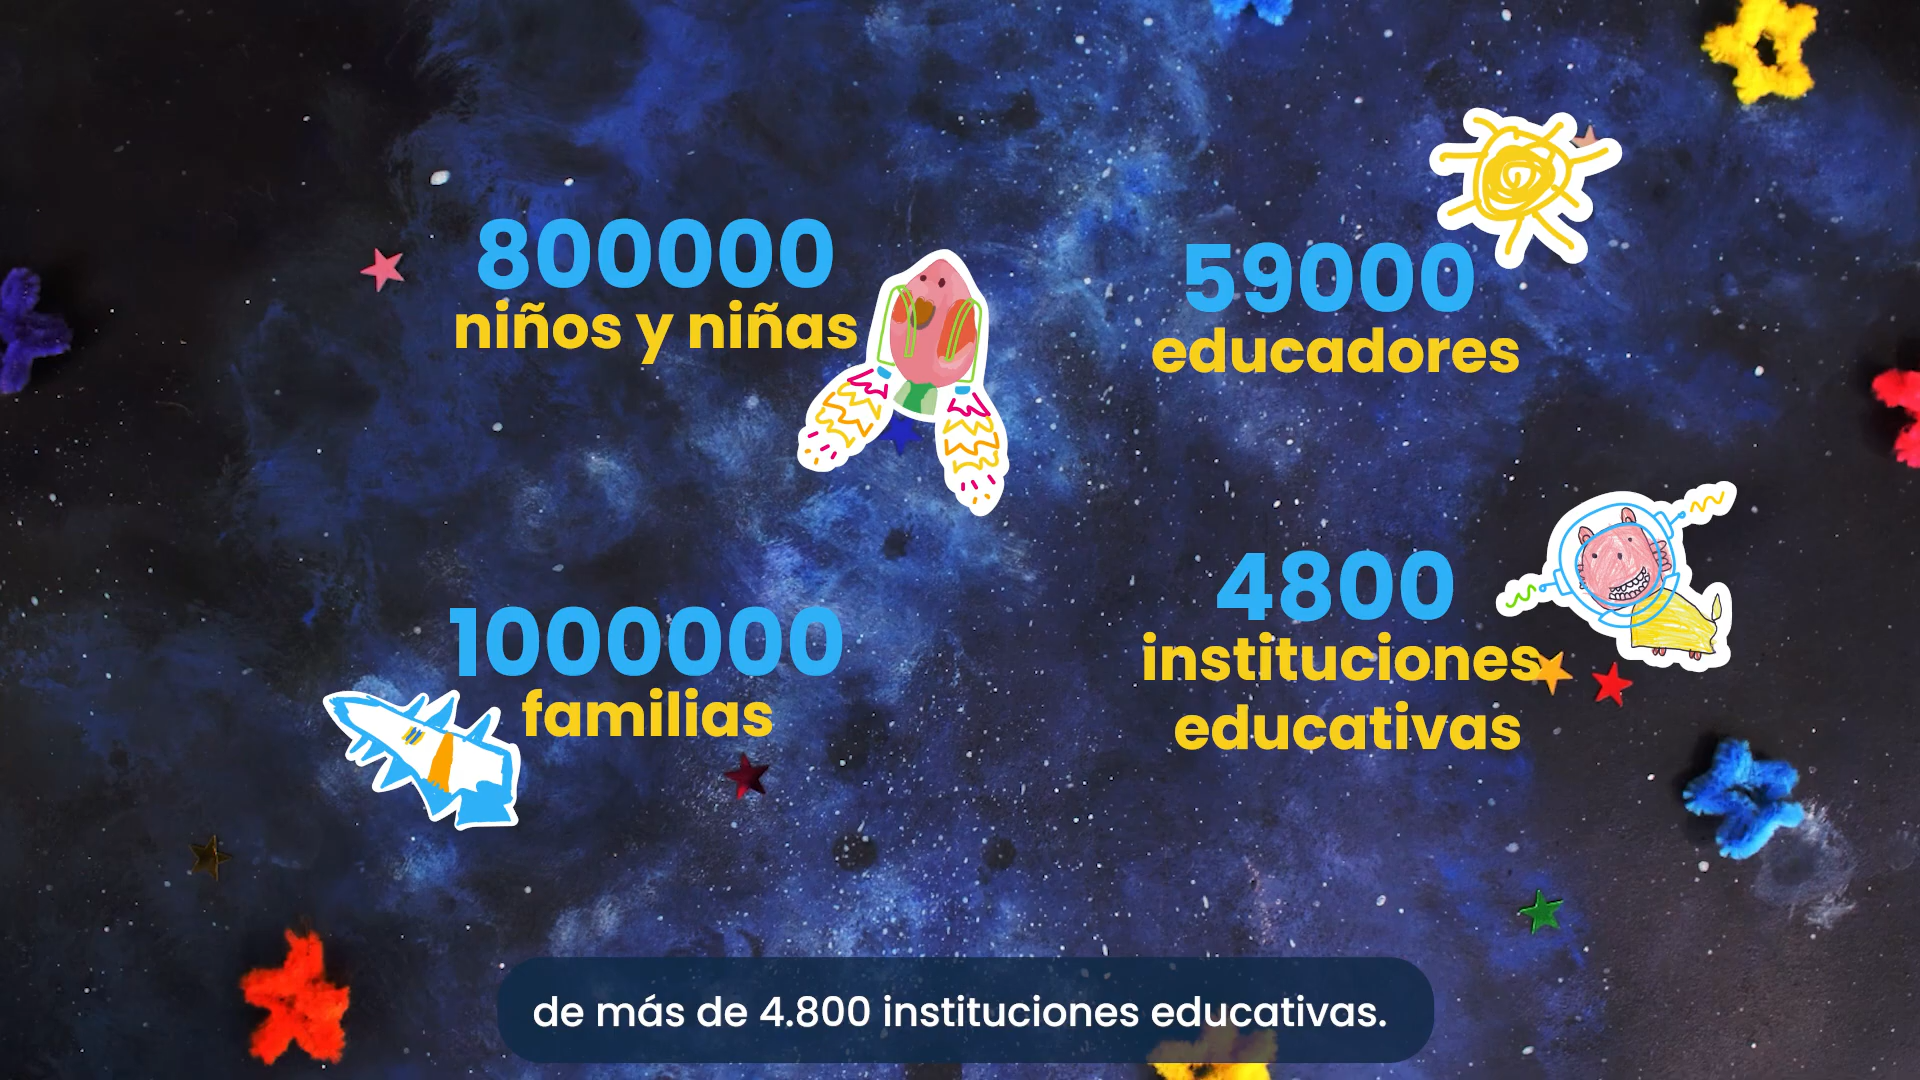 800000
niños y niñas
59000
educadores
1000000
familias
4800
instituciones
educativas
de más de 4.800 instituciones educativas.